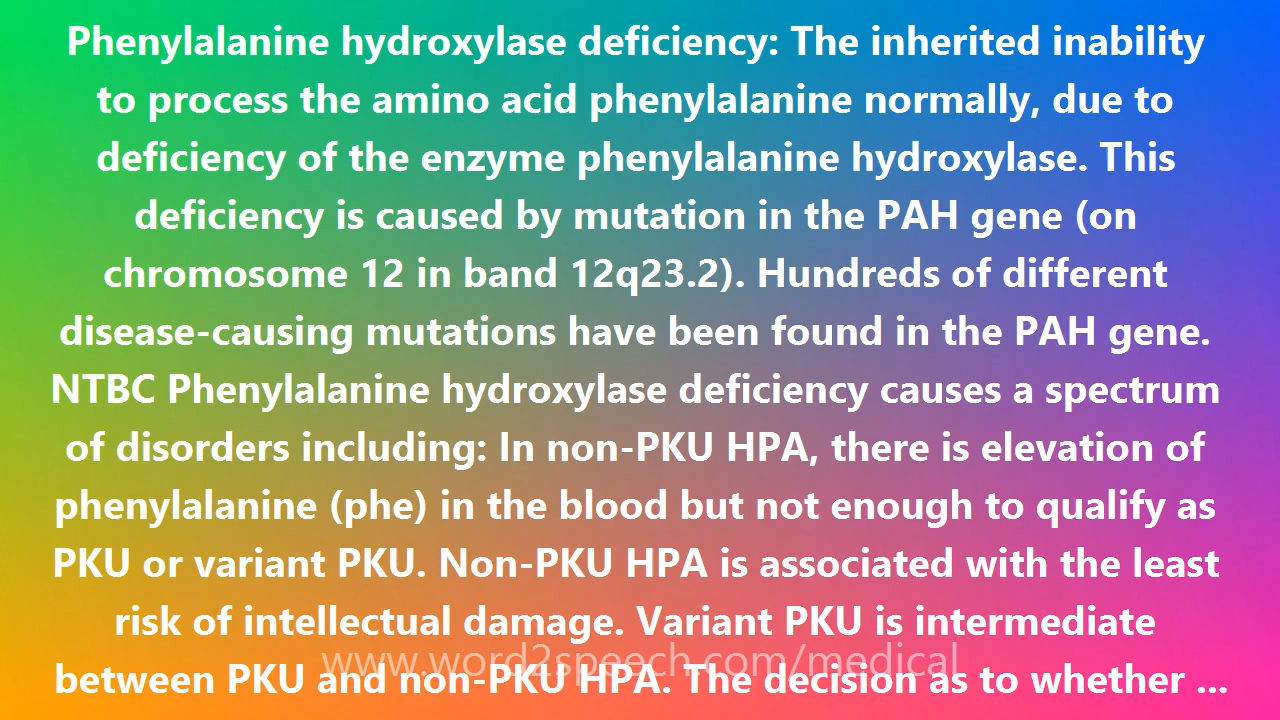 Phenylalanine hydroxylase deficiency: The inherited inability
to process the amino acid phenylalanine normally, due to
deficiency of the enzyme phenylalanine hydroxylase. This
deficiency is caused by mutation in the PAH gene (on
chromosome 12 in band 12q23.2). Hundreds of different
disease-causing mutations have been found in the PAH gene.
NTBC Phenylalanine hydroxylase deficiency causes a spectrum
of disorders including: In non-PKU HPA, there is elevation of
phenylalanine (phe) in the blood but not enough to qualify as
PKU or variant PKU. Non-PKU HPA is associated with the least
risk of intellectual damage. Variant PKU is intermediate
www.word2speech.com/medical
between PKU and non-PKU HPA. The decision as to whether ...